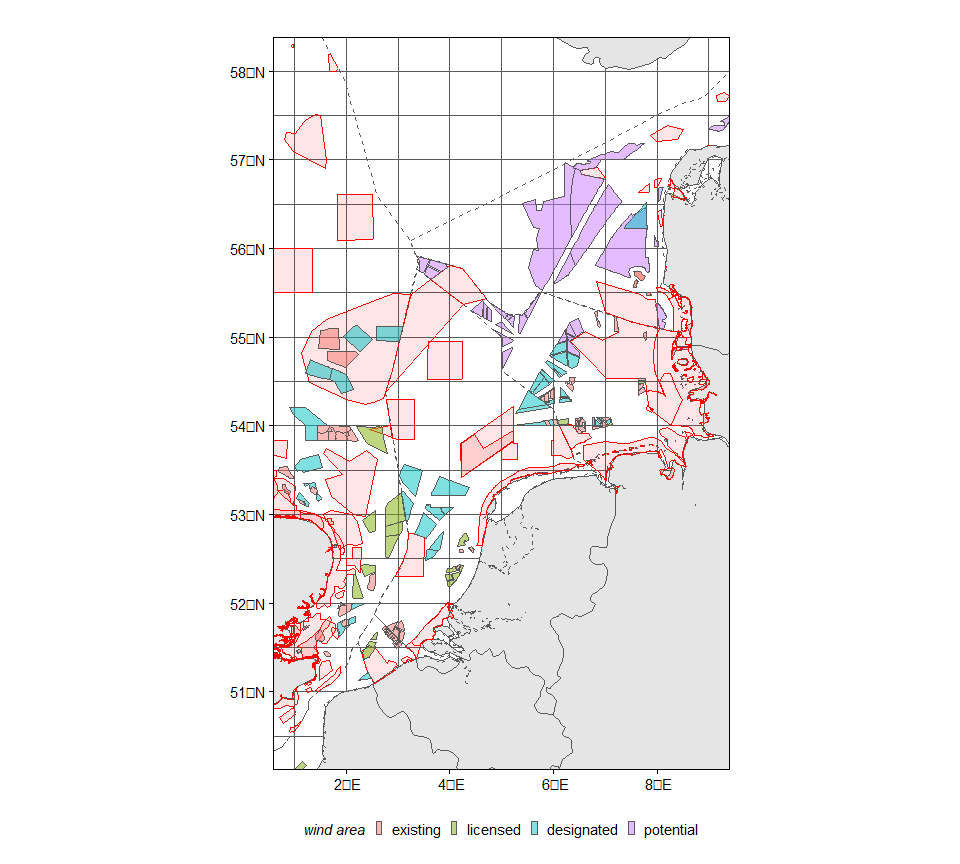 58□N
57□N
56□N
55□N
54□N
53□N
52□N
51□N
2□E 4□E 6□E 8□E
wind area existing licensed designated potential